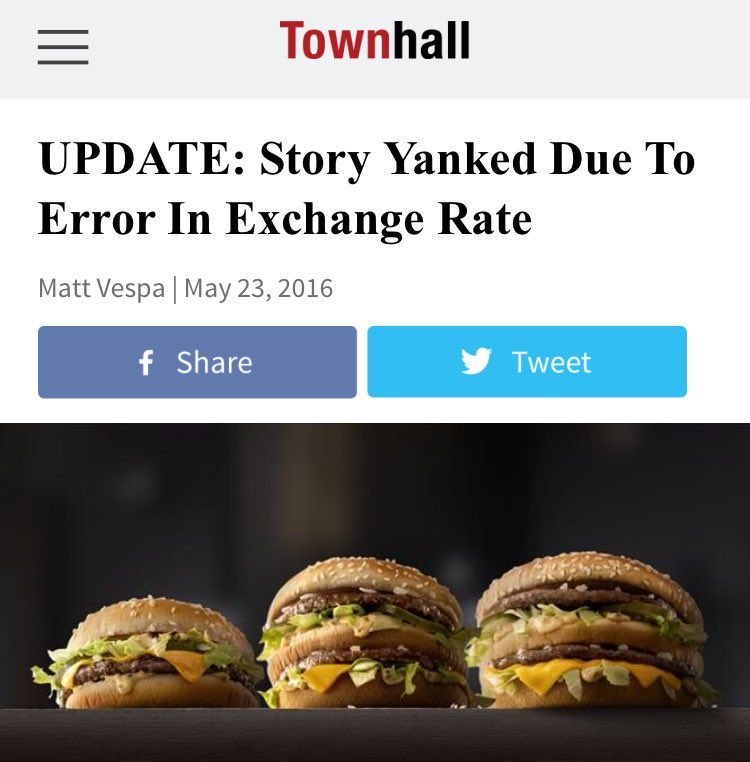 Townhall
UPDATE: Story Yanked Due To
Error In Exchange Rate
Matt Vespa | May 23, 2016
Share
Tweet